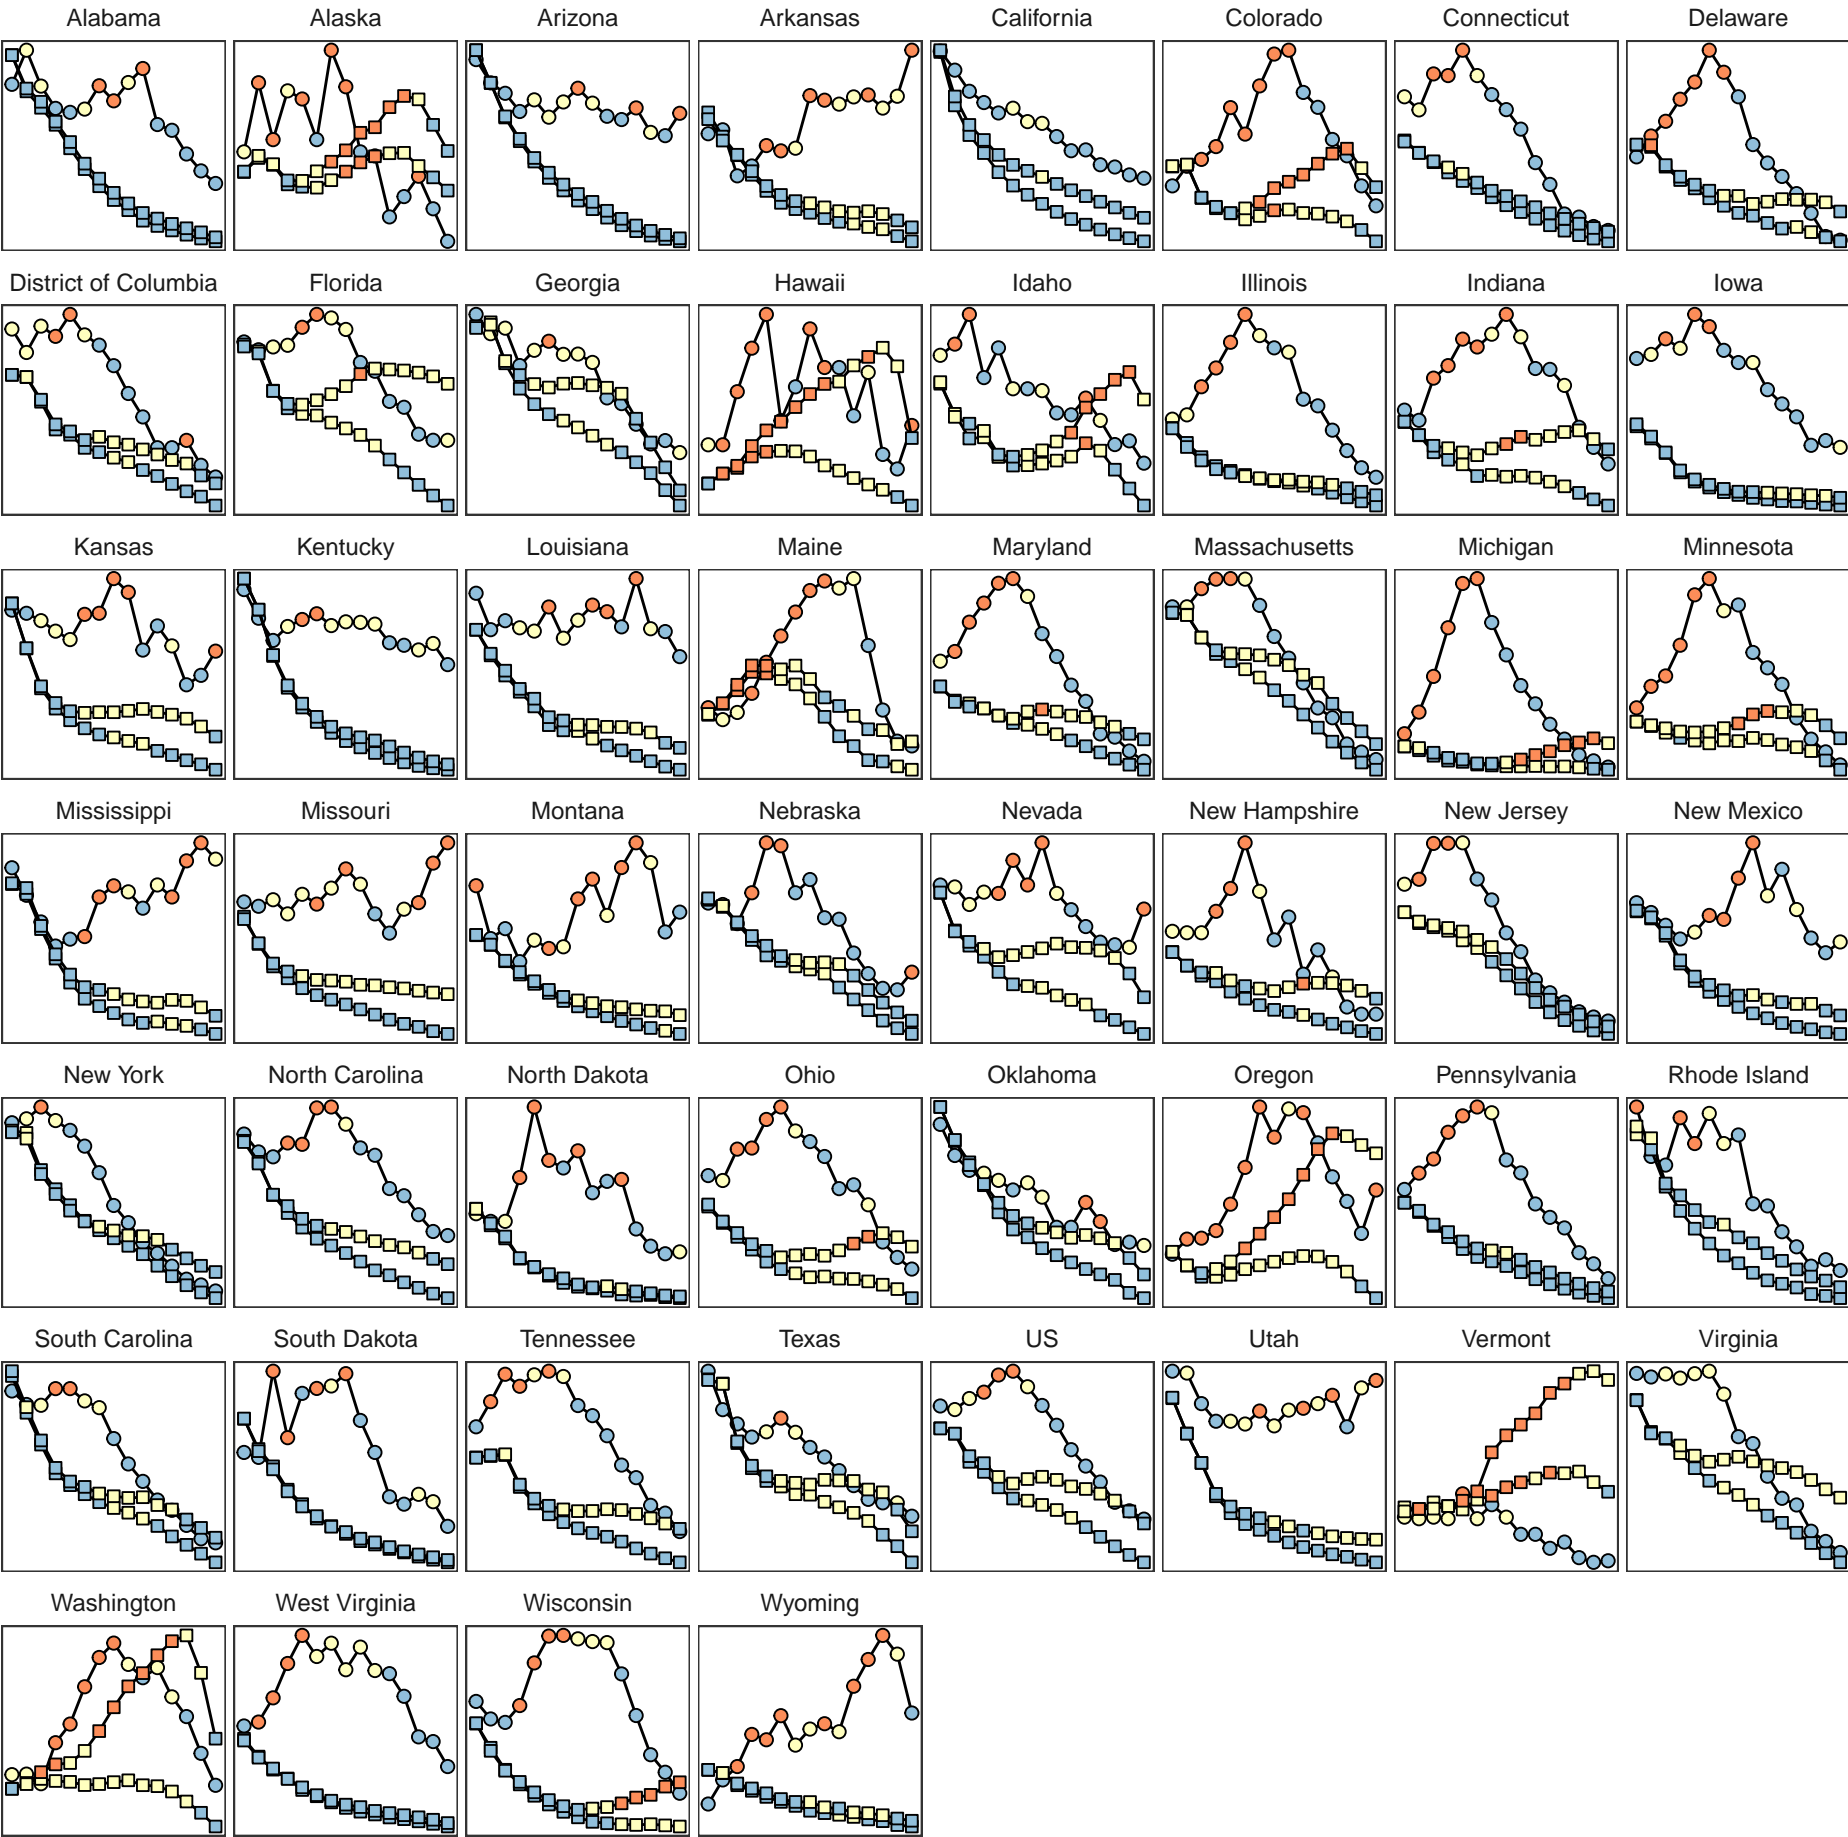 Alabama Alaska Arizona Arkansas California Colorado Connecticut Delaware
District of Columbia Florida Georgia Hawaii Idaho Illinois Indiana Iowa
Kansas Kentucky Louisiana Maine Maryland Massachusetts Michigan Minnesota
Mississippi Missouri Montana Nebraska Nevada New Hampshire New Jersey New Mexico
New York North Carolina North Dakota Ohio Oklahoma Oregon Pennsylvania Rhode Island
South Carolina South Dakota Tennessee Texas US Utah Vermont Virginia
Washington West Virginia Wisconsin Wyoming